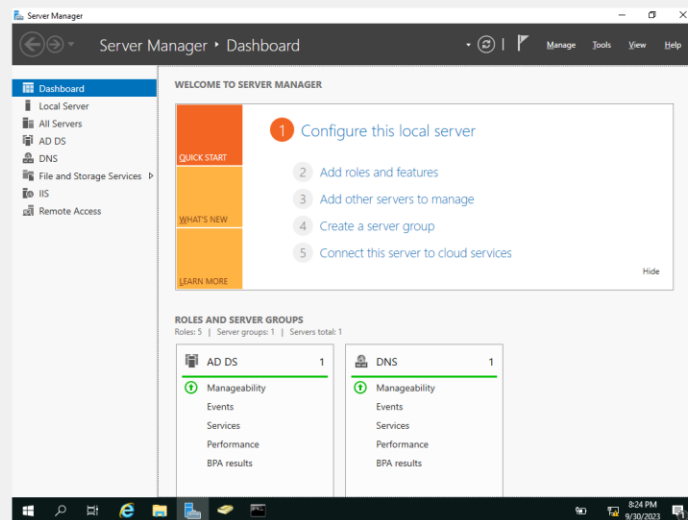 Server Manager
Server Manager • Dashboard
Manage Tools View Help
Dashboard
Local Server
All Servers
AD DS
DNS
File and Storage Services
IIS
Remote Access
WELCOME TO SERVER MANAGER
QUICK START
WHAT'S NEW
LEARN MORE
1 Configure this local server
2 Add roles and features
3 Add other servers to manage
4 Create a server group
5 Connect this server to cloud services
Hide
ROLES AND SERVER GROUPS
Roles: 5 | Server groups: 1 | Servers total: 1
AD DS 1
Manageability
Events
Services
Performance
BPA results
DNS 1
Manageability
Events
Services
Performance
BPA results
8:24 PM
9/30/2023